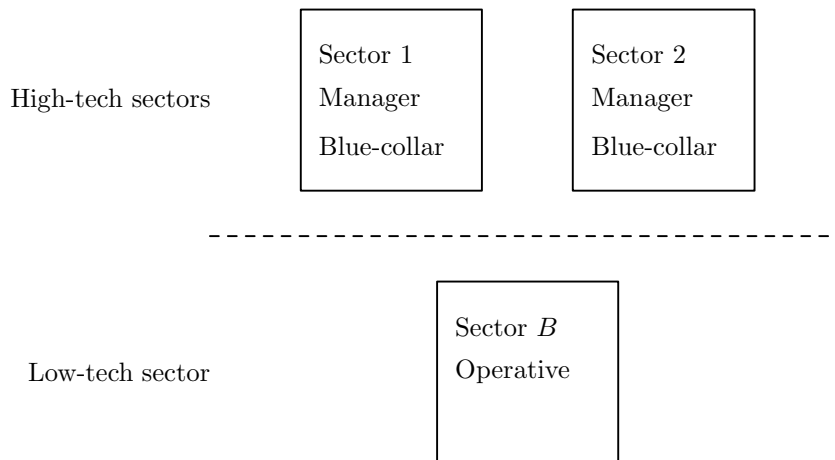 High-tech sectors
Sector 1
Manager
Blue-collar
Sector 2
Manager
Blue-collar
Low-tech sector
Sector B
Operative